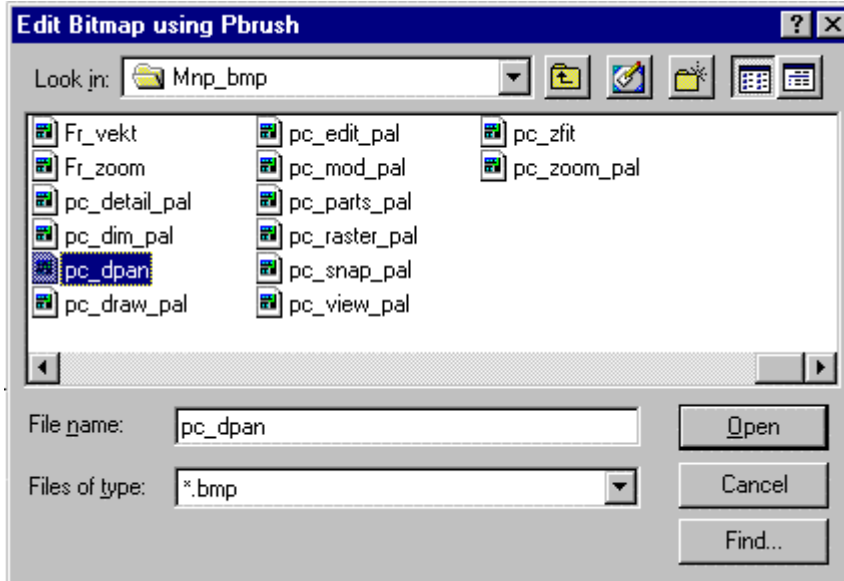 Edit Bitmap using Pbrush
Look in: Mnp_bmp
Fr_vekt pc_edit_pal pc_zfit
Fr_zoom pc_mod_pal pc_zoom_pal
pc_detail_pal pc_parts_pal
pc_dim_pal pc_raster_pal
pc_dpan pc_snap_pal
pc_draw_pal pc_view_pal
File name: pc_dpan Open
Files of type: *.bmp Cancel
Find...